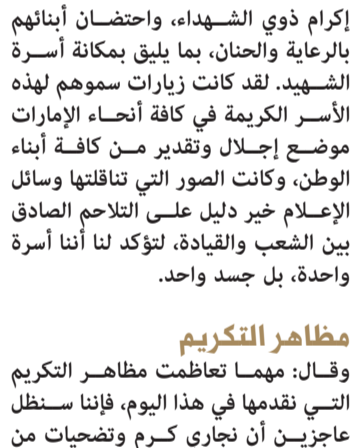 إكرام ذوي الشهداء، واحتضان أبنائهم
بالرعاية والحنان، بما يليق بمكانة أسرة
الشهيد. لقد كانت زيارات سموهم لهذه
الأسر الكريمة في كافة أنحاء الإمارات
موضع إجلال وتقدير من كافة أبناء
الوطن، وكانت الصور التي تناقلتها وسائل
الإعلام خير دليل على التلاحم الصادق
بين الشعب والقيادة، لتؤكد لنا أننا أسرة
واحدة، بل جسد واحد.
مظاهر التكريم
وقال: مهما تعاظمت مظاهر التكريم
التي نقدمها في هذا اليوم، فإننا سنظل
عاجزين أن نجاري كرم وتضحيات من